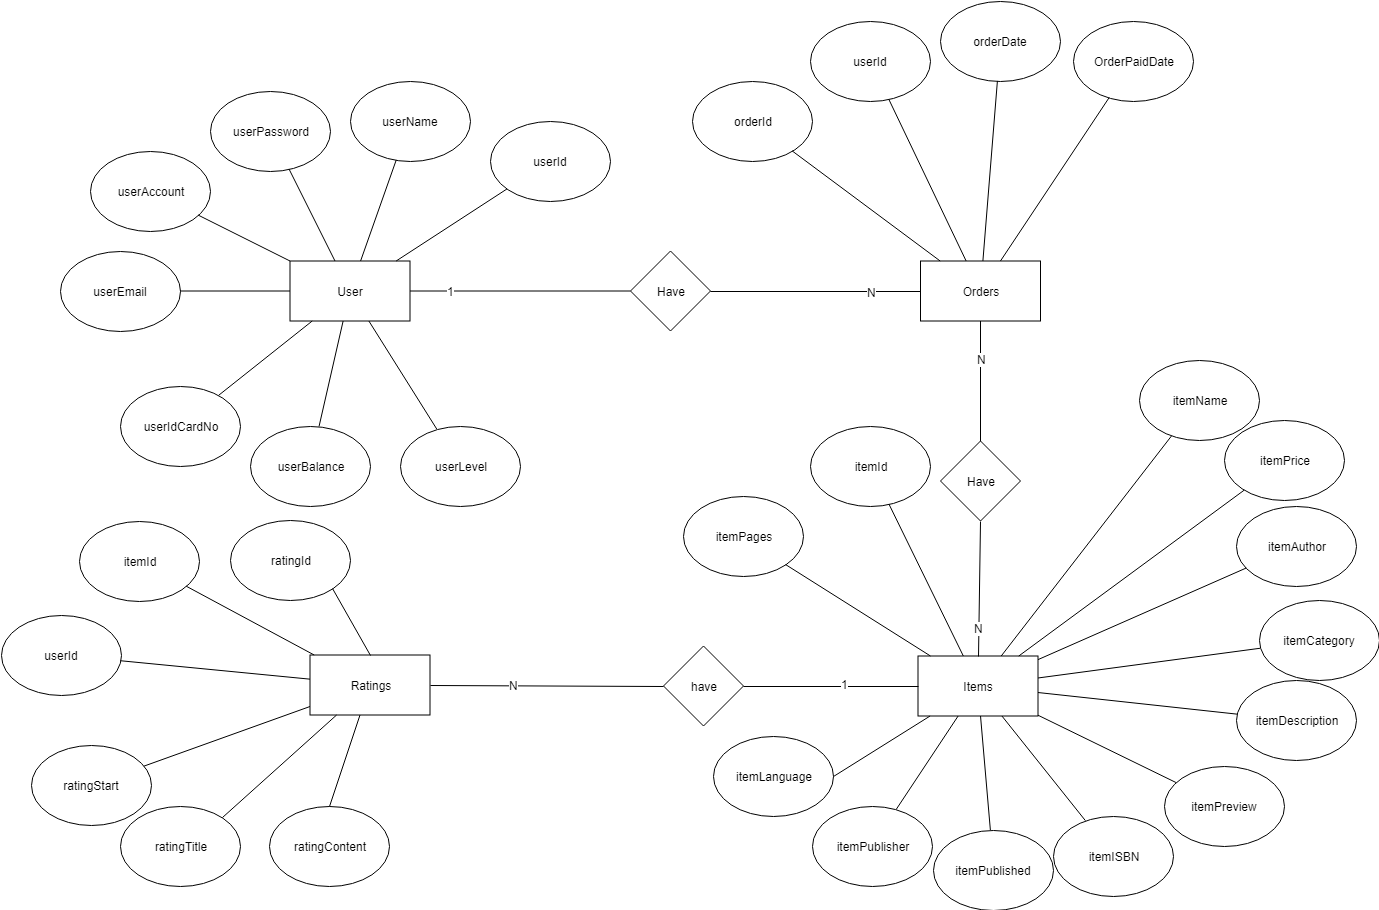 orderDate
userId
OrderPaidDate
orderId
userName
userPassword
userId
userAccount
userEmail
User
1
Have
N
Orders
N
userIdCardNo
userBalance
userLevel
itemName
itemPrice
itemId
Have
itemPages
itemAuthor
itemId
ratingId
N
itemCategory
userId
Ratings
N
have
1
Items
itemDescription
ratingStart
itemLanguage
itemPreview
ratingTitle
ratingContent
itemPublisher
itemPublished
itemISBN